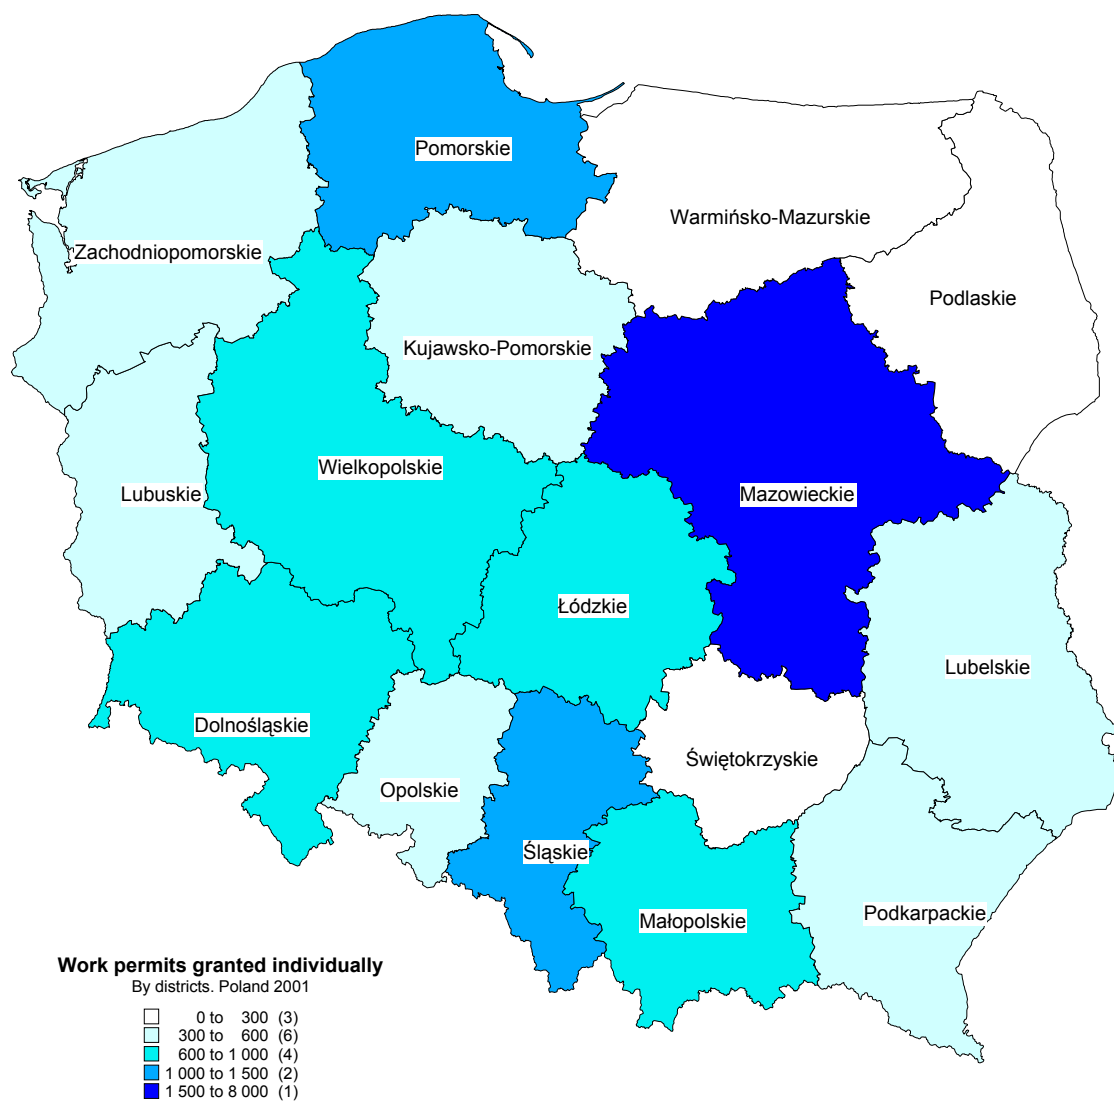 Pomorskie
Warmińsko-Mazurskie
Zachodniopomorskie
Podlaskie
Kujawsko-Pomorskie
Wielkopolskie
Lubuskie
Mazowieckie
Łódzkie
Lubelskie
Dolnośląskie
Świętokrzyskie
Opolskie
Śląskie
Podkarpackie
Małopolskie
Work permits granted individually
By districts. Poland 2001
0 to 300 (3)
300 to 600 (6)
600 to 1 000 (4)
1 000 to 1 500 (2)
1 500 to 8 000 (1)